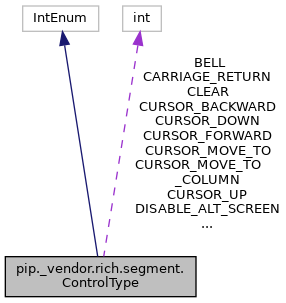 IntEnum
int
BELL
CARRIAGE_RETURN
CLEAR
CURSOR_BACKWARD
CURSOR_DOWN
CURSOR_FORWARD
CURSOR_MOVE_TO
CURSOR_MOVE_TO
_COLUMN
CURSOR_UP
DISABLE_ALT_SCREEN
...
pip._vendor.rich.segment.
ControlType